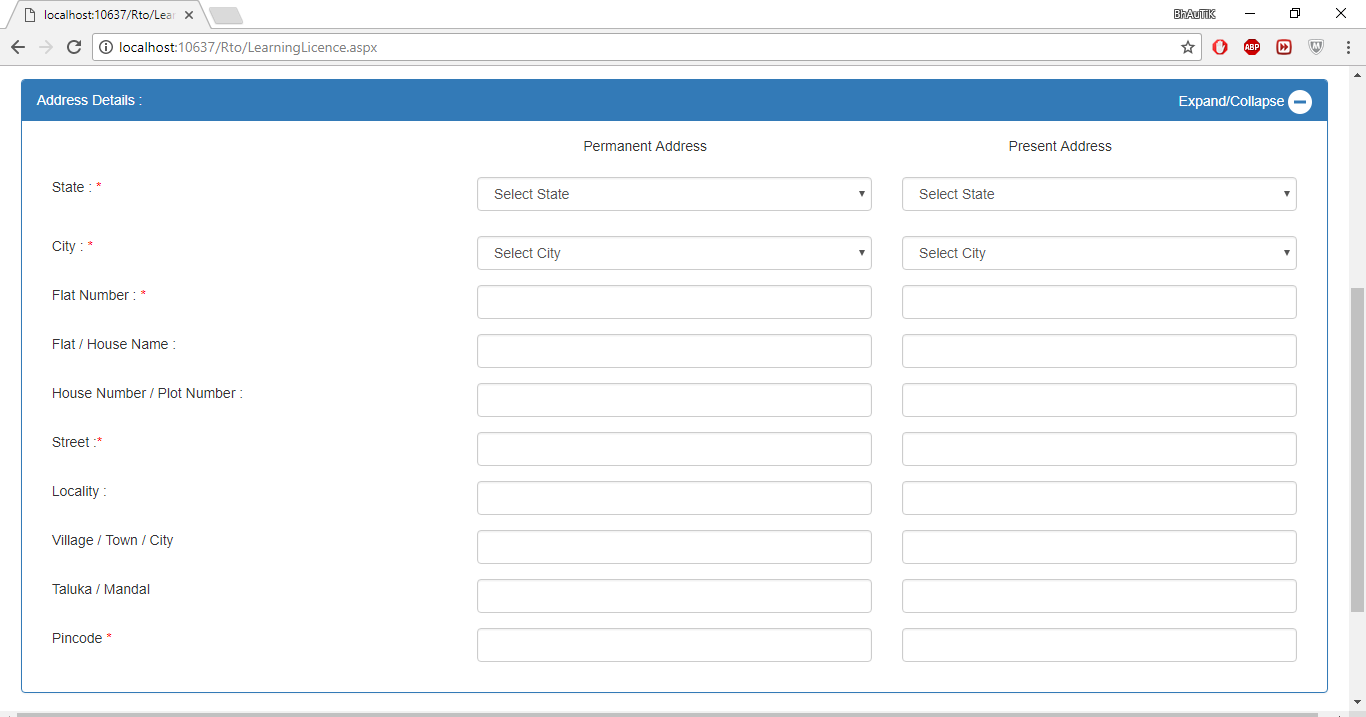 localhost:10637/Rto/Lear
BhAuTiK
localhost:10637/Rto/LearningLicence.aspx
ABP
Address Details :
Expand/Collapse
Permanent Address Present Address
State : * Select State Select State
City : * Select City Select City
Flat Number : *
Flat / House Name :
House Number / Plot Number :
Street :*
Locality :
Village / Town / City
Taluka / Mandal
Pincode *